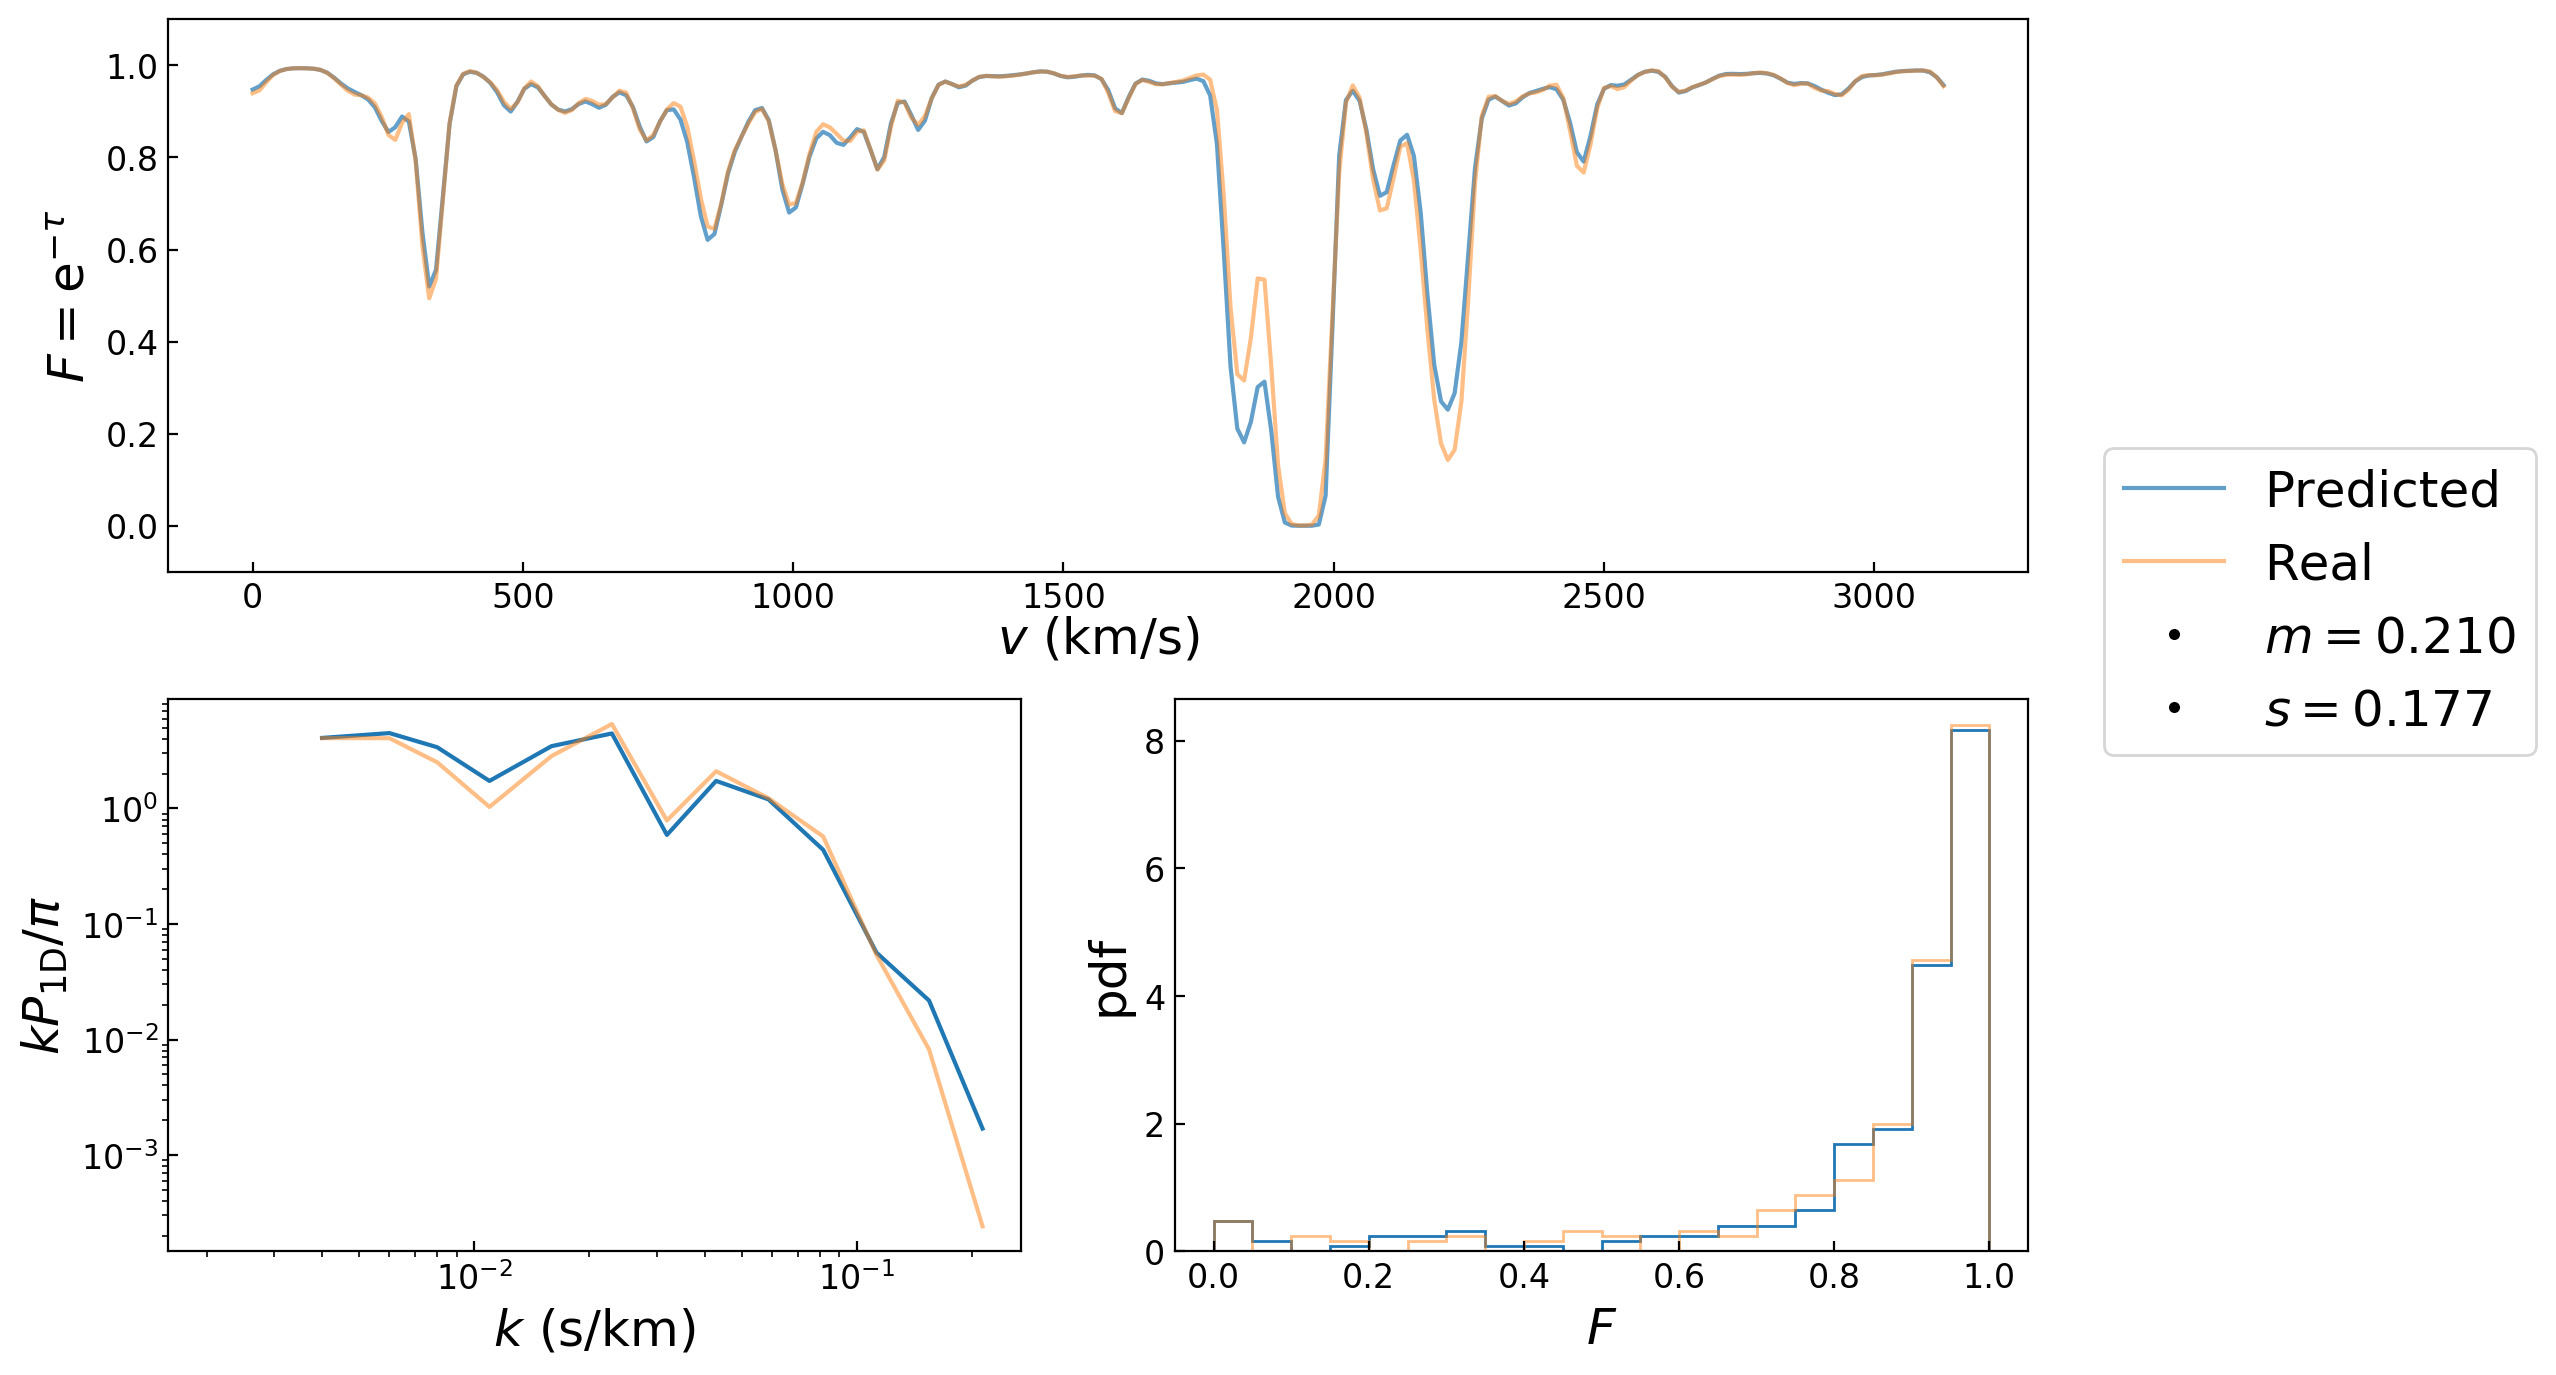 F = e^{-τ}
1.0
0.8
0.6
0.4
0.2
0.0
0 500 1000 1500 2000 2500 3000
v (km/s)
Predicted
Real
m = 0.210
s = 0.177
kP_{1D}/π
10^0
10^{-1}
10^{-2}
10^{-3}
10^{-2} 10^{-1}
k (s/km)
pdf
8
6
4
2
0
0.0 0.2 0.4 0.6 0.8 1.0
F